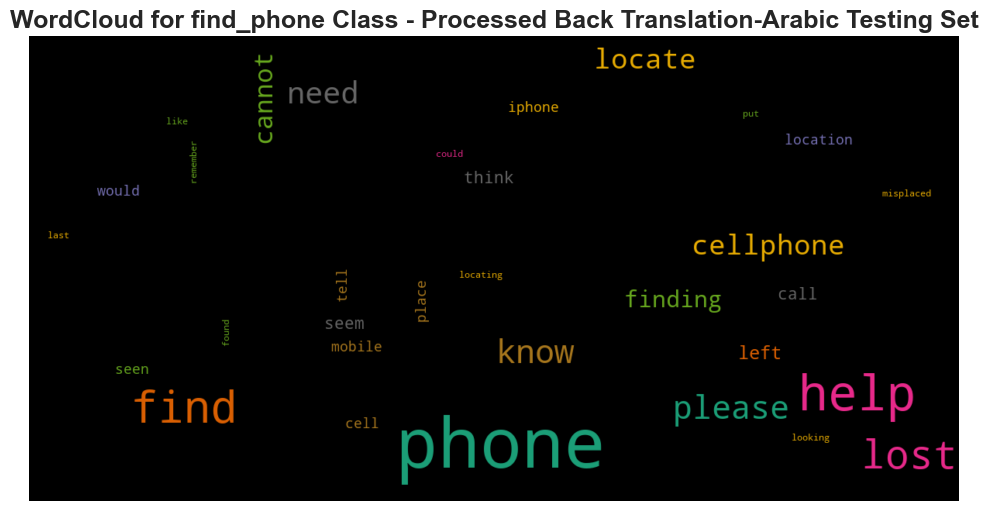 WordCloud for find_phone Class - Processed Back Translation-Arabic Testing Set
locate
cannot
need
iphone
put
like
could
location
remember
think
would
misplaced
last
cellphone
locating
tell
place
finding
call
seem
found
mobile
know
left
seen
help
find
please
phone
cell
looking
lost